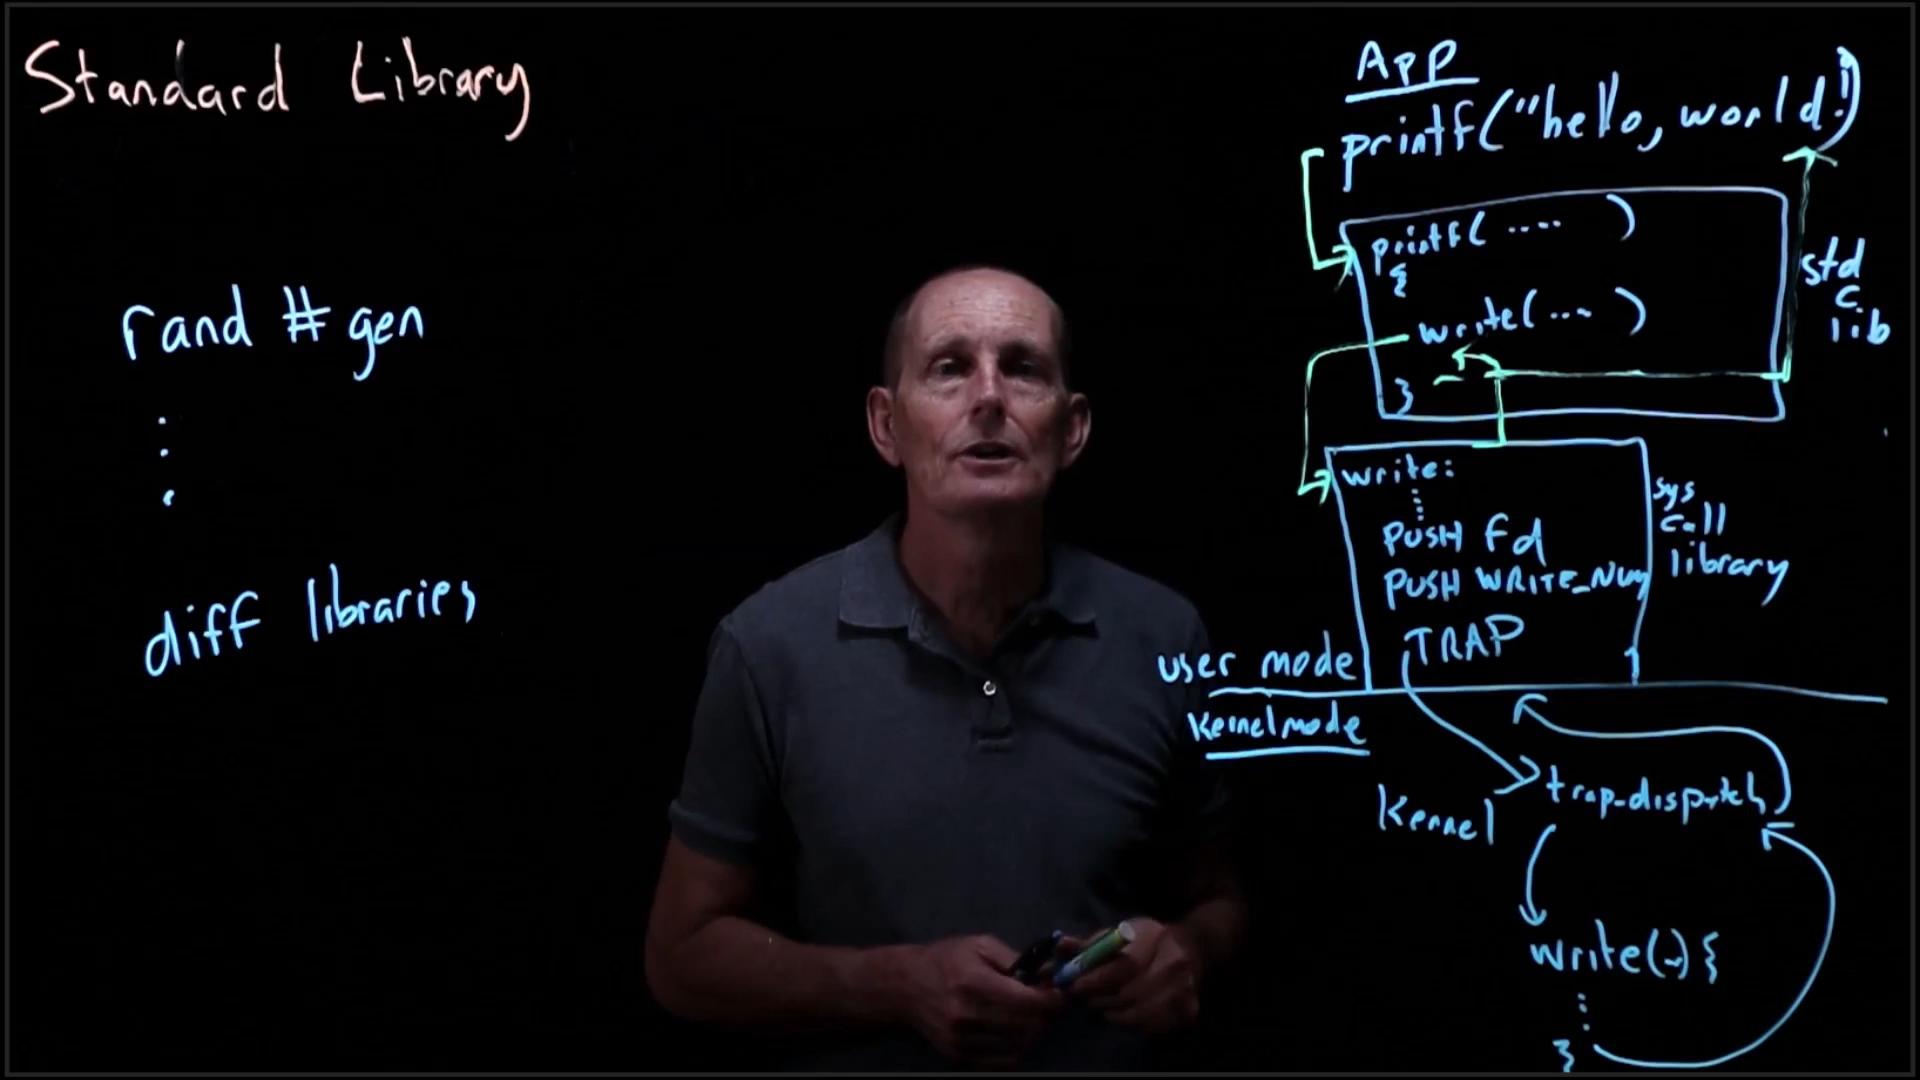 Standard Library
rand # gen
diff libraries
App
printf("hello, world!)
printf( ..... )
{
write( ... )
}
std
C
lib
write:
PUSH fd
PUSH WRITE_NUM
TRAP
sys
call
library
user mode
kernel mode
kernel
trap-dispatch
write(~) {
}